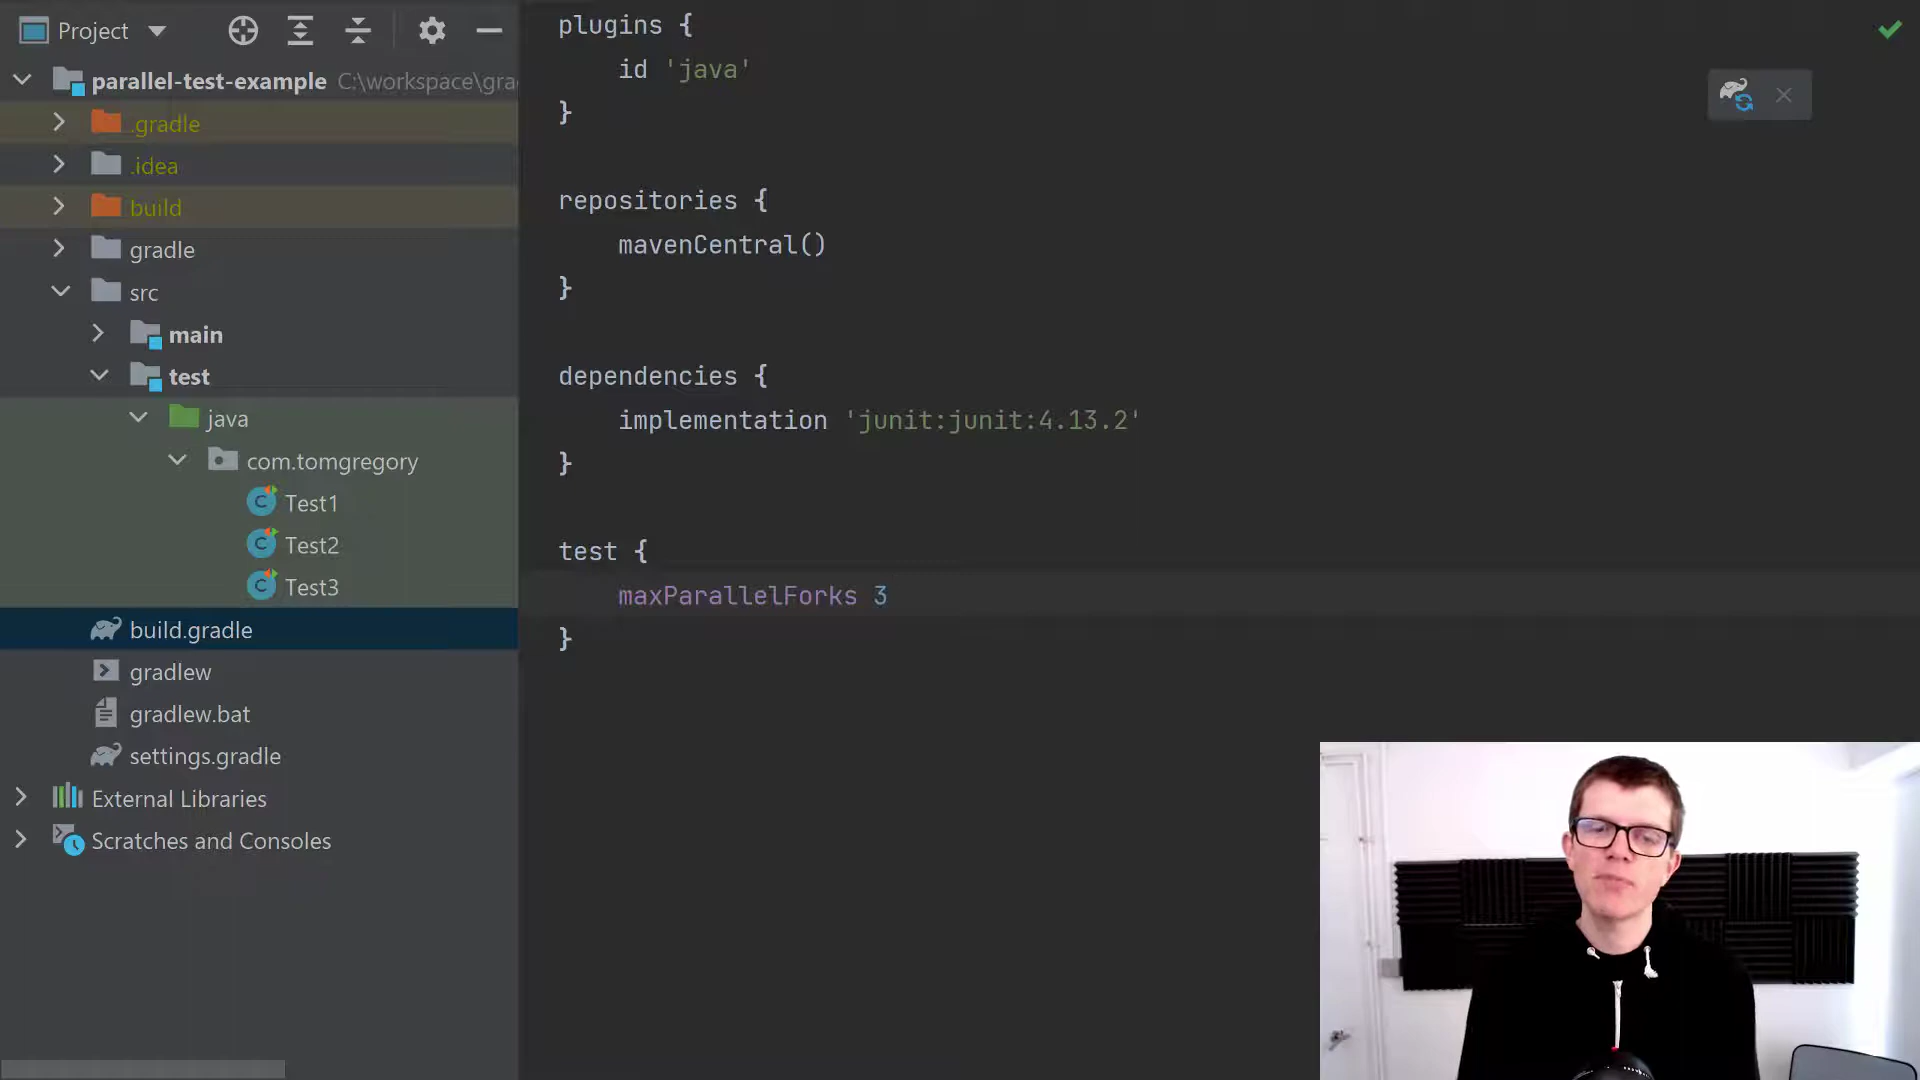 Project
parallel-test-example C:\workspace\gra
.gradle
.idea
build
gradle
src
main
test
java
com.tomgregory
Test1
Test2
Test3
build.gradle
gradlew
gradlew.bat
settings.gradle
External Libraries
Scratches and Consoles
plugins {
id 'java'
}
repositories {
mavenCentral()
}
dependencies {
implementation 'junit:junit:4.13.2'
}
test {
maxParallelForks 3
}